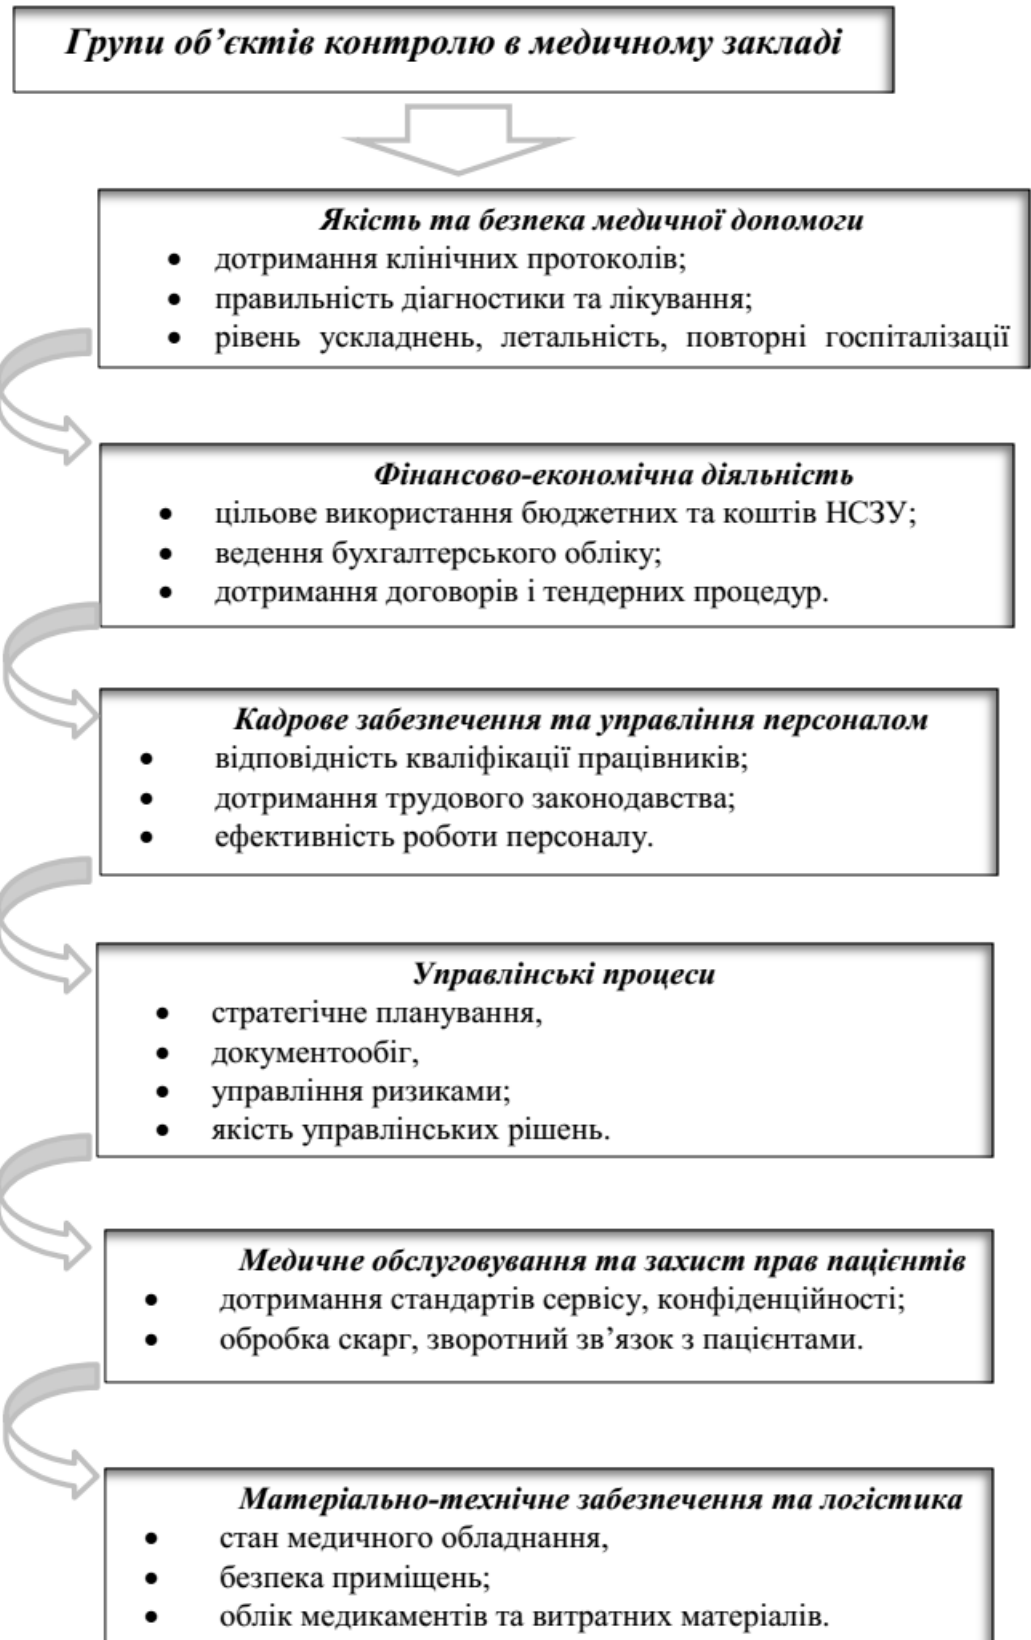 Групи об’єктів контролю в медичному закладі
Якість та безпека медичної допомоги
• дотримання клінічних протоколів;
• правильність діагностики та лікування;
• рівень ускладнень, летальність, повторні госпіталізації
Фінансово-економічна діяльність
• цільове використання бюджетних та коштів НСЗУ;
• ведення бухгалтерського обліку;
• дотримання договорів і тендерних процедур.
Кадрове забезпечення та управління персоналом
• відповідність кваліфікації працівників;
• дотримання трудового законодавства;
• ефективність роботи персоналу.
Управлінські процеси
• стратегічне планування,
• документообіг,
• управління ризиками;
• якість управлінських рішень.
Медичне обслуговування та захист прав пацієнтів
• дотримання стандартів сервісу, конфіденційності;
• обробка скарг, зворотний зв’язок з пацієнтами.
Матеріально-технічне забезпечення та логістика
• стан медичного обладнання,
• безпека приміщень;
• облік медикаментів та витратних матеріалів.